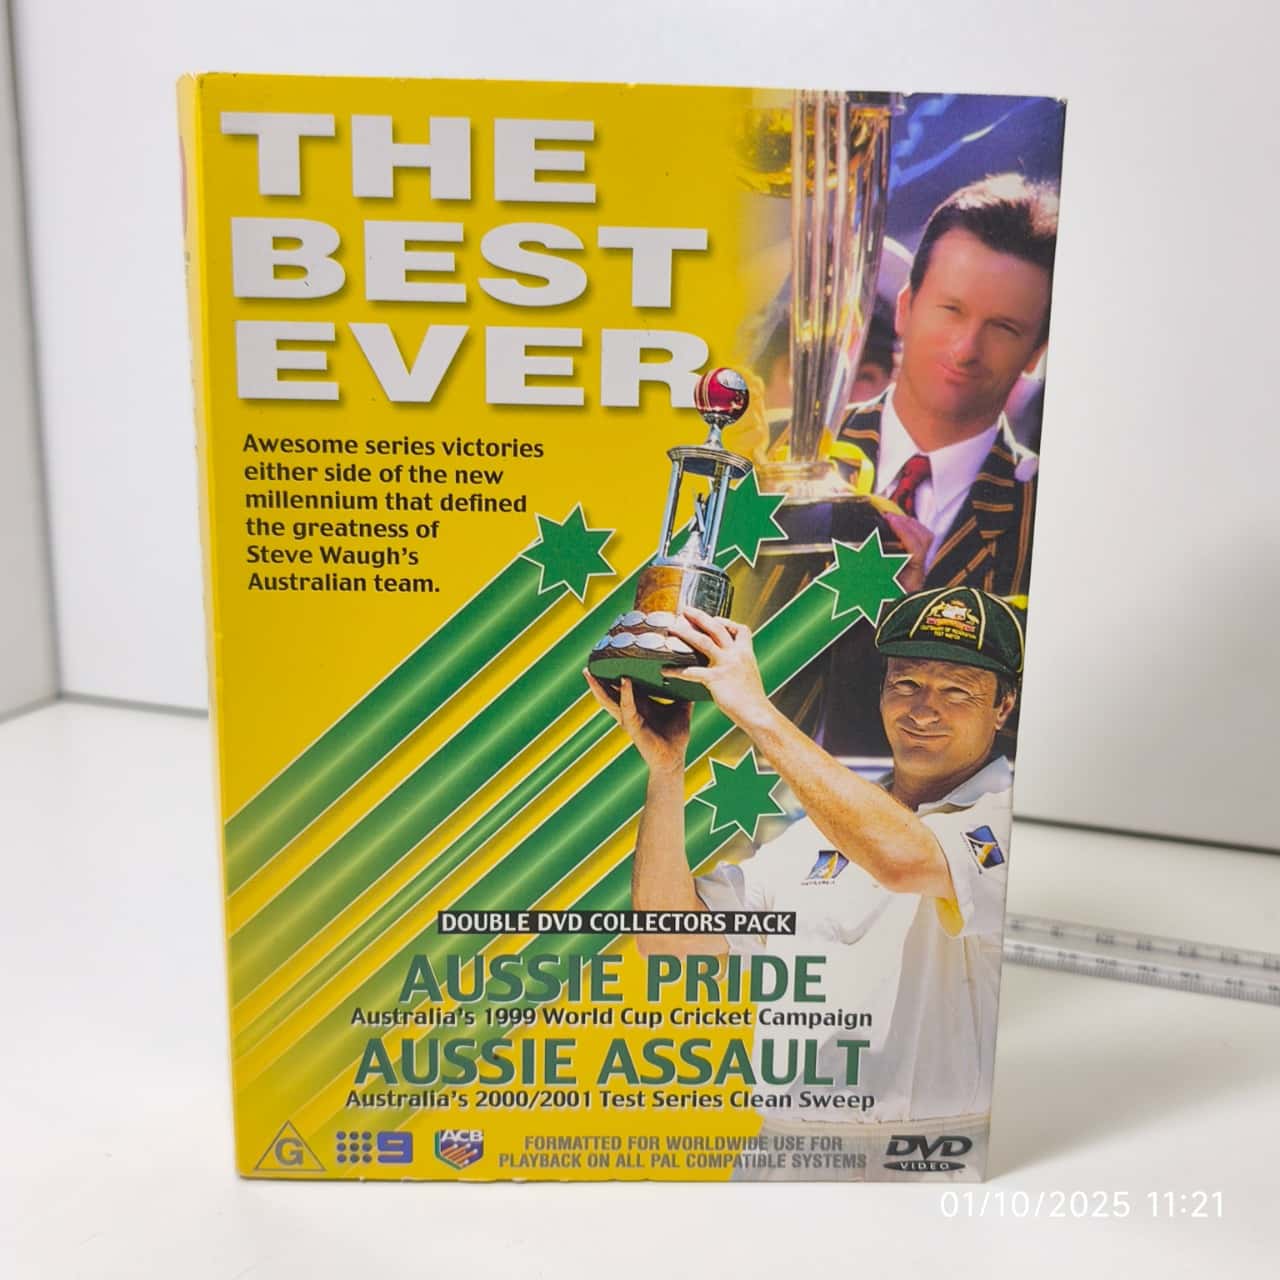 THE
BEST
EVER
Awesome series victories
either side of the new
millennium that defined
the greatness of
Steve Waugh's
Australian team.
DOUBLE DVD COLLECTORS PACK
AUSSIE PRIDE
Australia's 1999 World Cup Cricket Campaign
AUSSIE ASSAULT
Australia's 2000/2001 Test Series Clean Sweep
G
9
ACB
FORMATTED FOR WORLDWIDE USE FOR
PLAYBACK ON ALL PAL COMPATIBLE SYSTEMS
DVD
VIDEO
01/10/2025 11:21